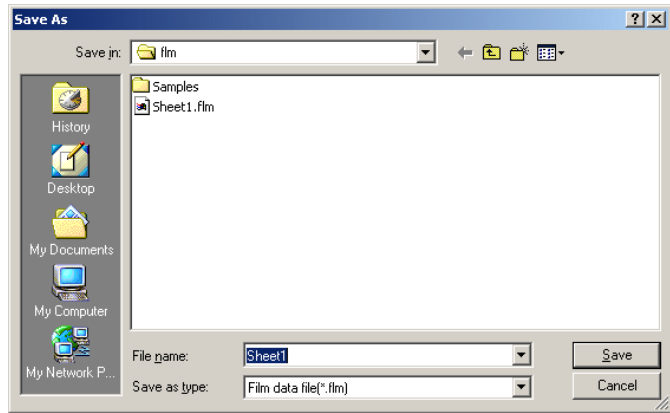 Save As
Save in: flm
Samples
Sheet1.flm
History
Desktop
My Documents
My Computer
My Network P...
File name: Sheet1 Save
Save as type: Film data file(*.flm) Cancel